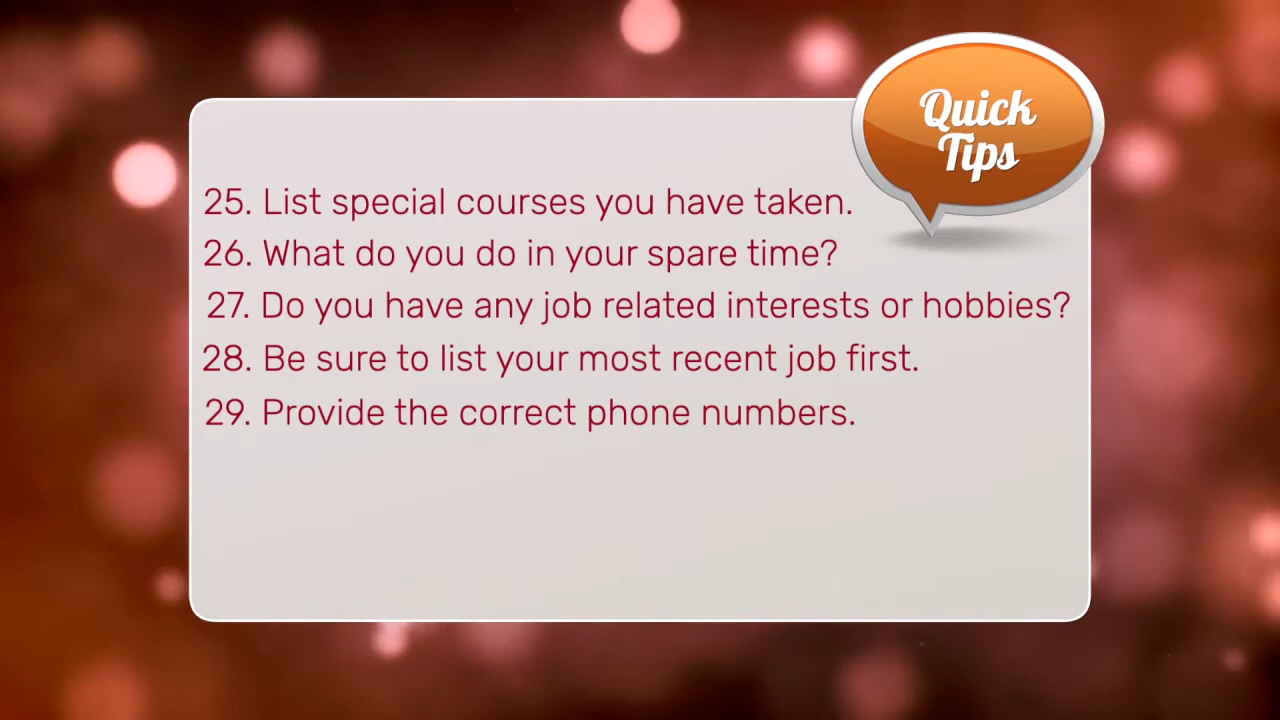 Quick
Tips
25. List special courses you have taken.
26. What do you do in your spare time?
27. Do you have any job related interests or hobbies?
28. Be sure to list your most recent job first.
29. Provide the correct phone numbers.